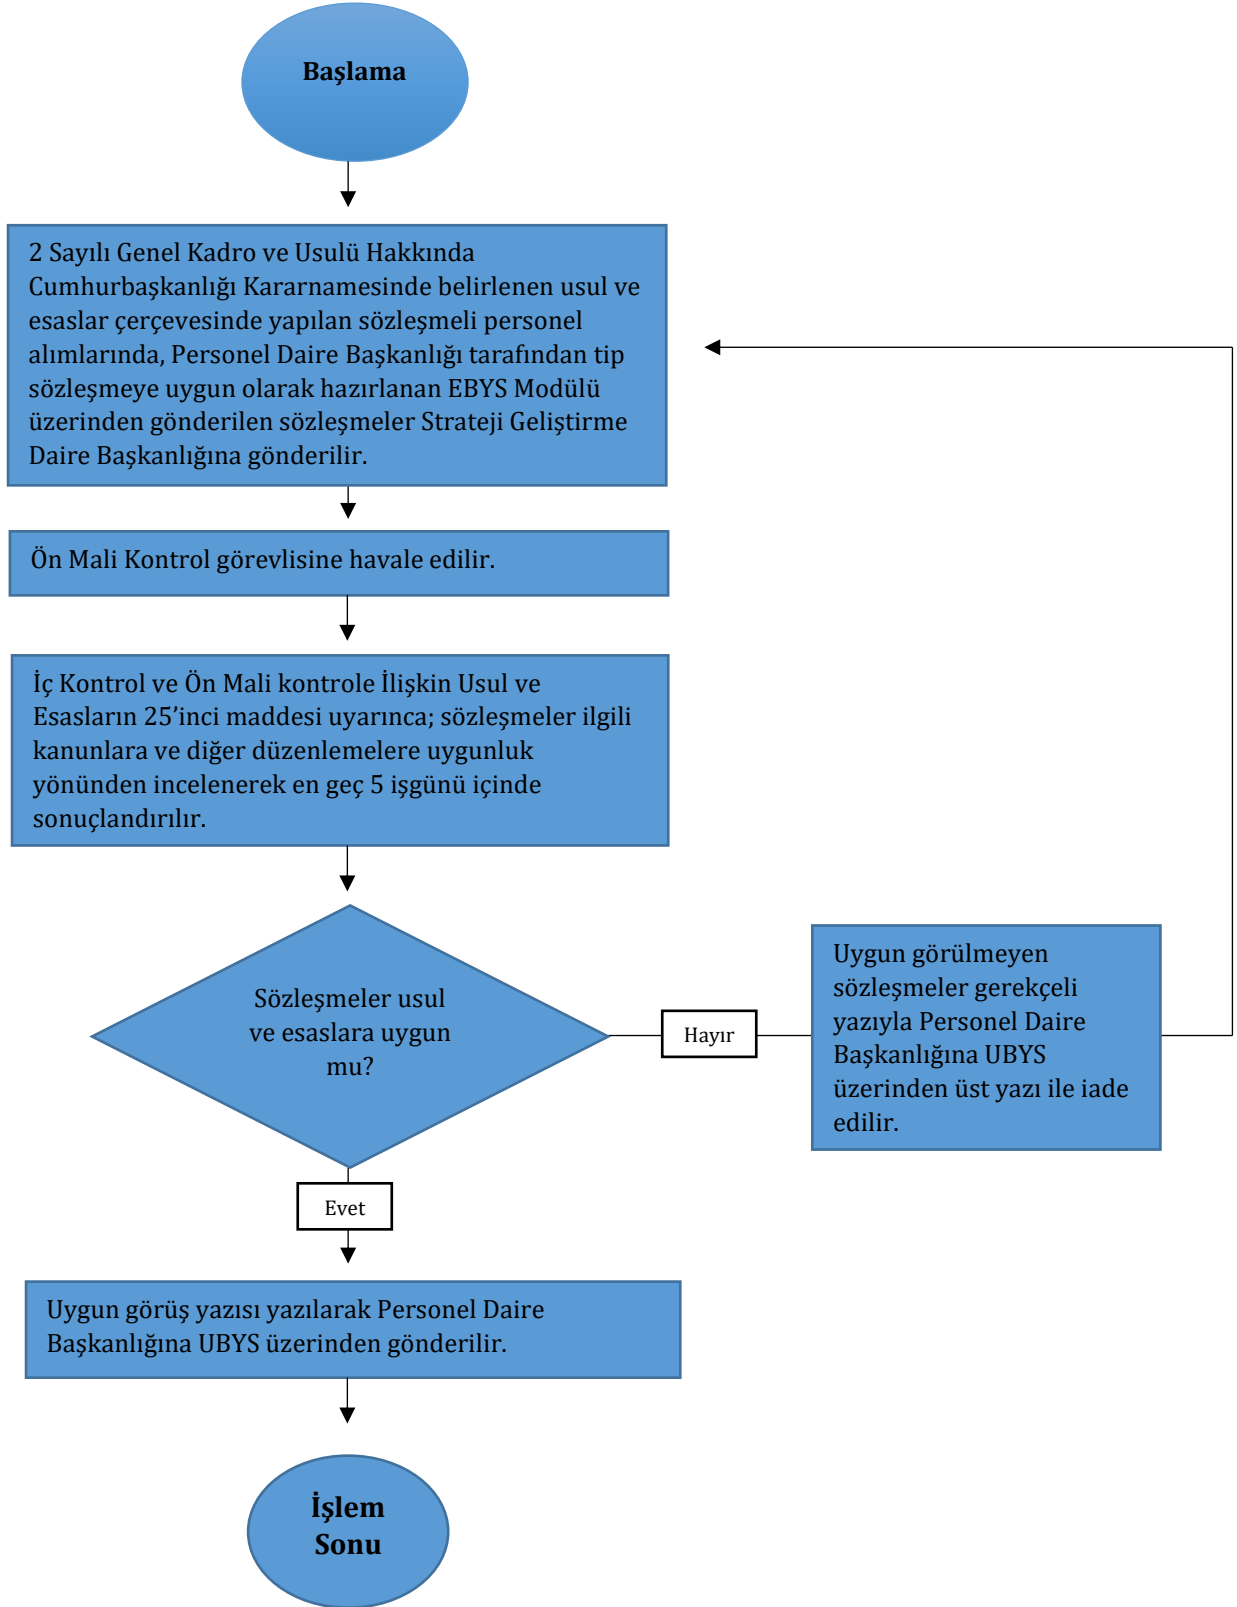 Başlama
2 Sayılı Genel Kadro ve Usulü Hakkında
Cumhurbaşkanlığı Kararnamesinde belirlenen usul ve
esaslar çerçevesinde yapılan sözleşmeli personel
alımlarında, Personel Daire Başkanlığı tarafından tip
sözleşmeye uygun olarak hazırlanan EBYS Modülü
üzerinden gönderilen sözleşmeler Strateji Geliştirme
Daire Başkanlığına gönderilir.
Ön Mali Kontrol görevlisine havale edilir.
İç Kontrol ve Ön Mali kontrole İlişkin Usul ve
Esasların 25’inci maddesi uyarınca; sözleşmeler ilgili
kanunlara ve diğer düzenlemelere uygunluk
yönünden incelenerek en geç 5 işgünü içinde
sonuçlandırılır.
Sözleşmeler usul
ve esaslara uygun
mu?
Hayır
Uygun görülmeyen
sözleşmeler gerekçeli
yazıyla Personel Daire
Başkanlığına UBYS
üzerinden üst yazı ile iade
edilir.
Evet
Uygun görüş yazısı yazılarak Personel Daire
Başkanlığına UBYS üzerinden gönderilir.
İşlem
Sonu